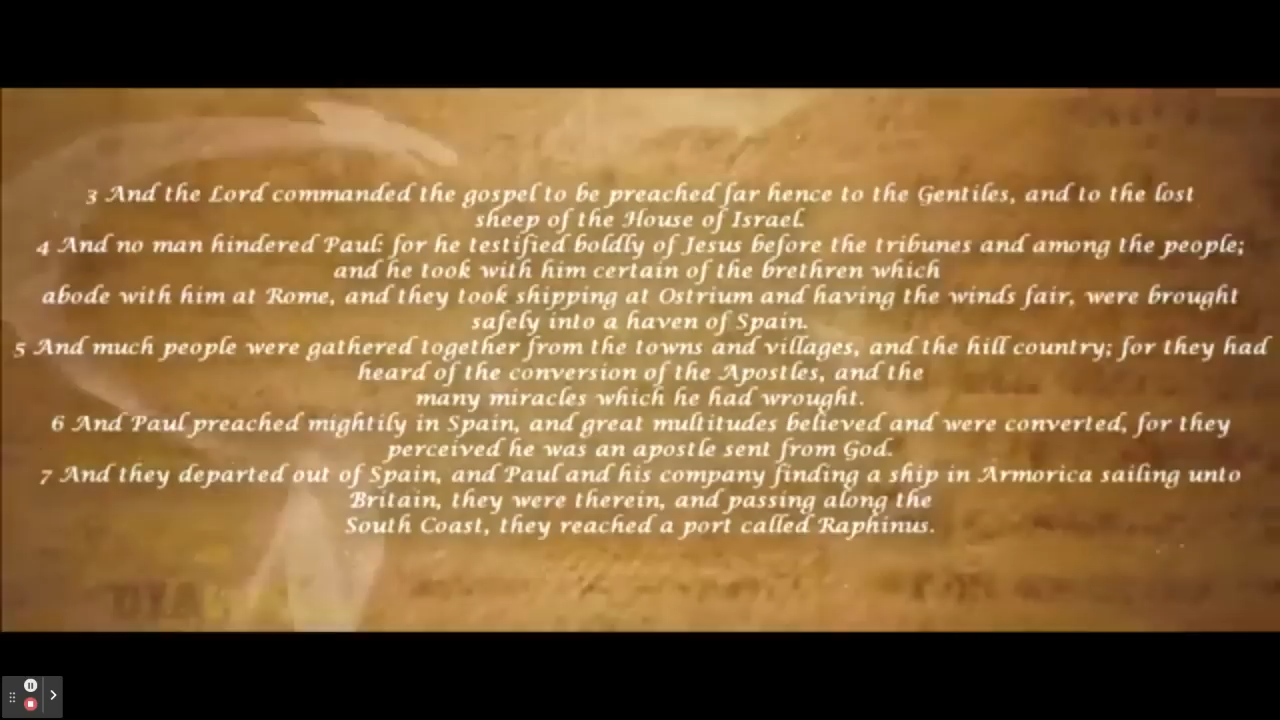 3 And the Lord commanded the gospel to be preached far hence to the Gentiles, and to the lost
sheep of the House of Israel.
4 And no man hindered Paul: for he testified boldly of Jesus before the tribunes and among the people;
and he took with him certain of the brethren which
abode with him at Rome, and they took shipping at Ostrium and having the winds fair, were brought
safely into a haven of Spain.
5 And much people were gathered together from the towns and villages, and the hill country; for they had
heard of the conversion of the Apostles, and the
many miracles which he had wrought.
6 And Paul preached mightily in Spain, and great multitudes believed and were converted, for they
perceived he was an apostle sent from God.
7 And they departed out of Spain, and Paul and his company finding a ship in Armorica sailing unto
Britain, they were therein, and passing along the
South Coast, they reached a port called Raphinus.